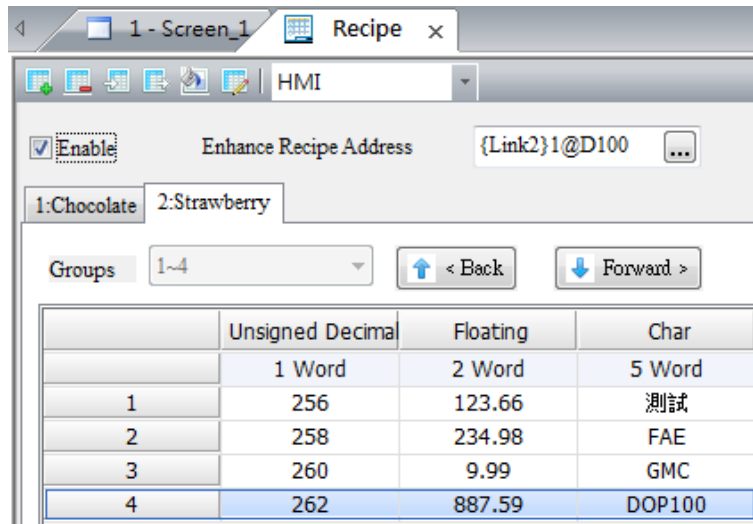 1 - Screen_1 Recipe
HMI
Enable Enhance Recipe Address {Link2}1@D100 ...
1:Chocolate 2:Strawberry
Groups 1~4 < Back Forward >
Unsigned Decimal Floating Char
1 Word 2 Word 5 Word
1 256 123.66 測試
2 258 234.98 FAE
3 260 9.99 GMC
4 262 887.59 DOP100